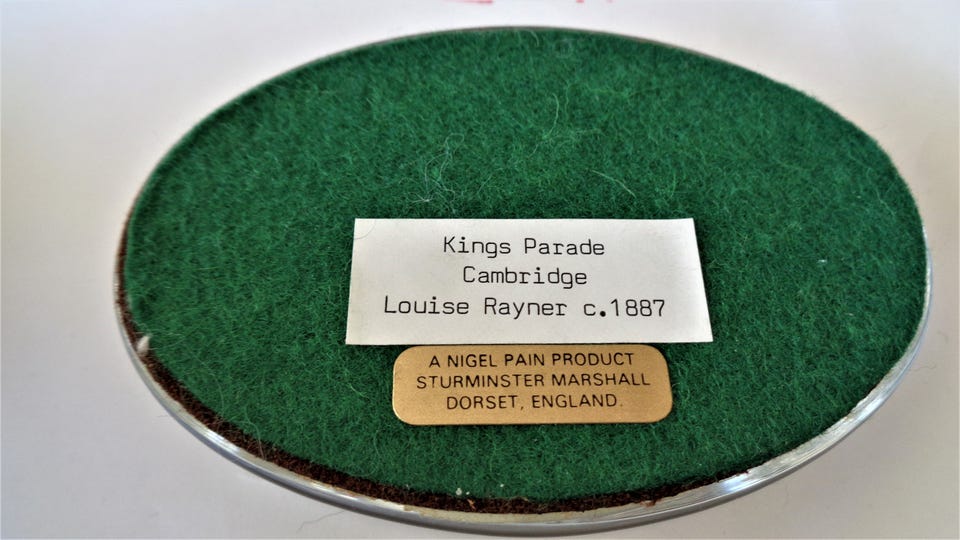 Kings Parade
Cambridge
Louise Rayner c.1887
A NIGEL PAIN PRODUCT
STURMINSTER MARSHALL
DORSET, ENGLAND.